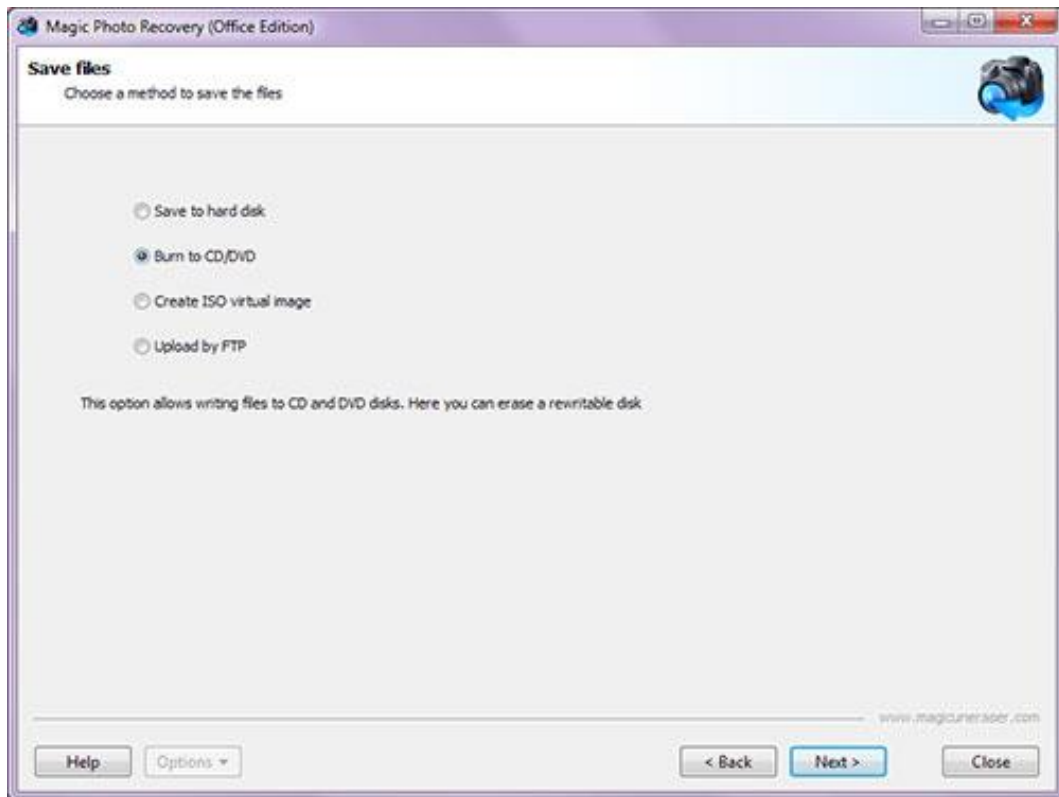 Magic Photo Recovery (Office Edition)
Save files
Choose a method to save the files
Save to hard disk
Burn to CD/DVD
Create ISO virtual image
Upload by FTP
This option allows writing files to CD and DVD disks. Here you can erase a rewritable disk
www.magicuneraser.com
Help Options < Back Next > Close